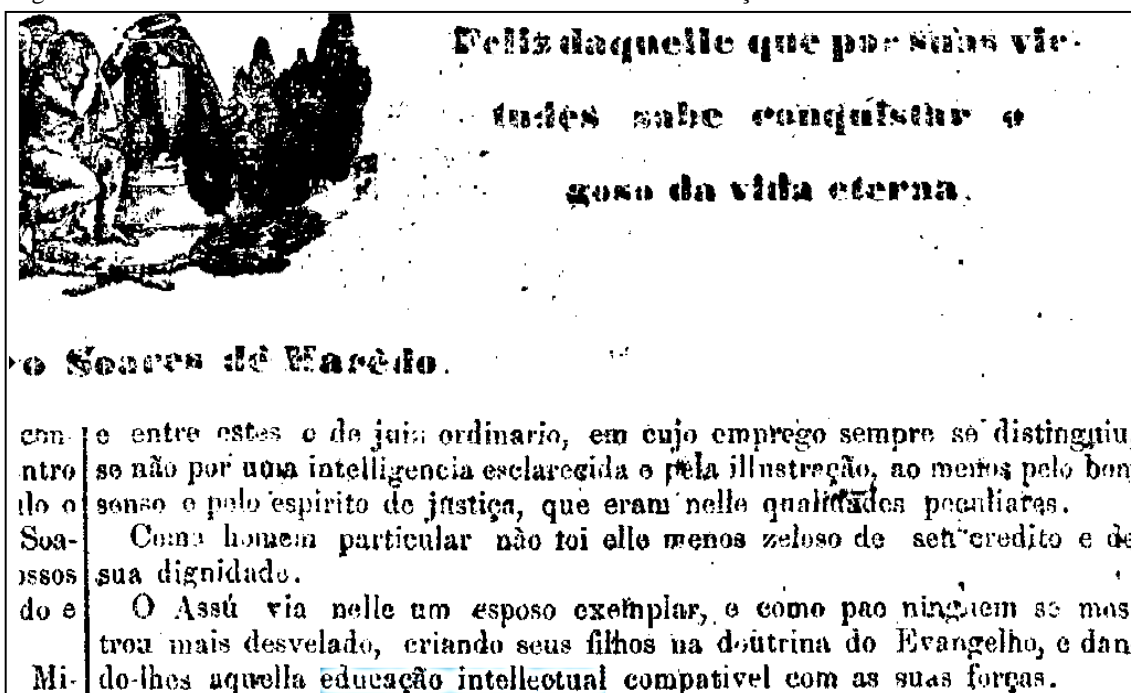 Feliz daquelle que por suas vir-
tudes sabe conquistar o
goso da vida eterna.
o Soares de Macêdo.
con-
ntro
do o
Soa-
ossos
do e
Mi-
e entre estes o de juiz ordinario, em cujo emprego sempre se distinguiu,
se não por uma intelligencia esclarecida e pela illustração, ao menos pelo bom
senso e pelo espirito de justiça, que eram nelle qualidades peculiares.
Como homem particular não foi elle menos zeloso de seu credito e de
sua dignidade.
O Assú via nelle um esposo exemplar, e como pae ninguem se mos
trou mais desvelado, criando seus filhos na doutrina do Evangelho, e dan
do-lhes aquella educação intellectual compativel com as suas forças.